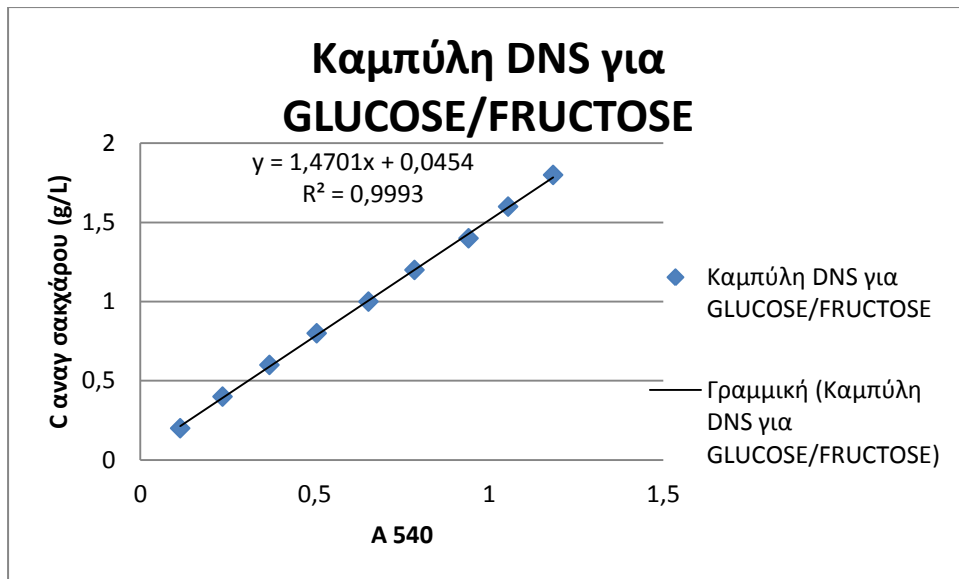 Καμπύλη DNS για
GLUCOSE/FRUCTOSE
y = 1,4701x + 0,0454
R² = 0,9993
2
1,5
1
0,5
0
C αναγ σακχάρου (g/L)
0 0,5 1 1,5
A 540
Καμπύλη DNS για
GLUCOSE/FRUCTOSE
Γραμμική (Καμπύλη
DNS για
GLUCOSE/FRUCTOSE)